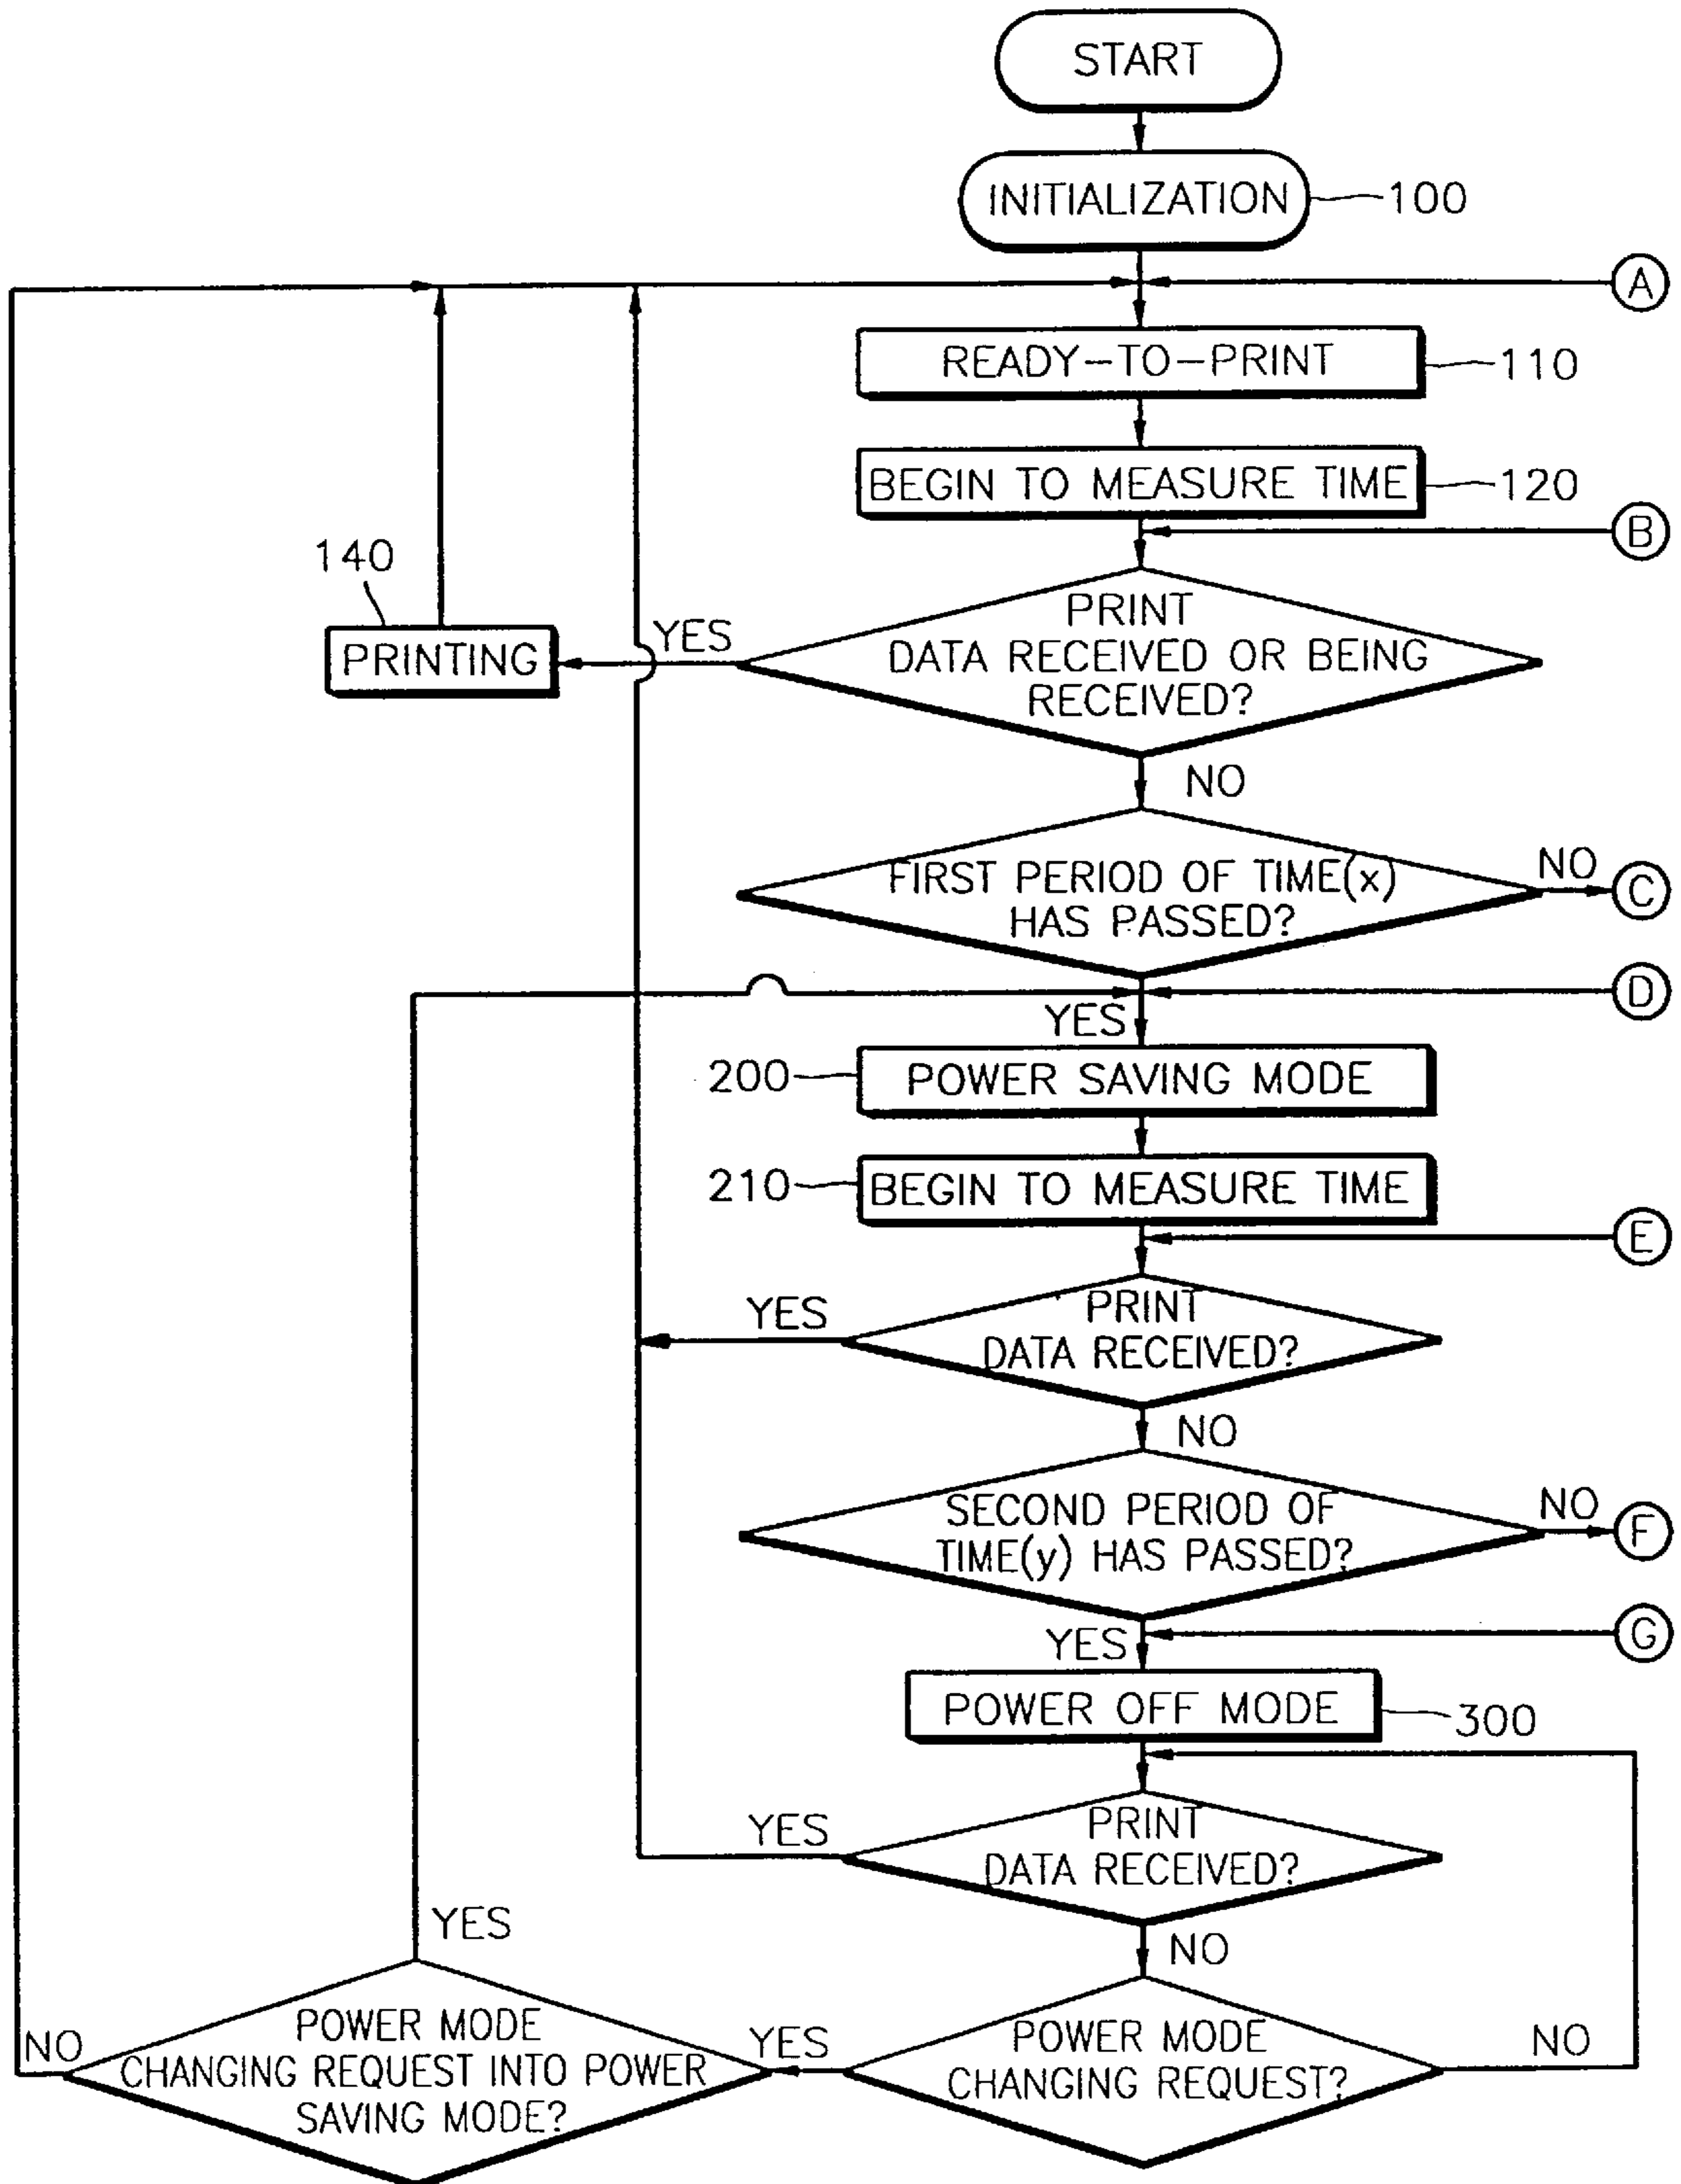 START
INITIALIZATION
100
A
READY-TO-PRINT
110
BEGIN TO MEASURE TIME
120
B
140
PRINTING
YES
PRINT
DATA RECEIVED OR BEING
RECEIVED?
NO
FIRST PERIOD OF TIME(x)
HAS PASSED?
NO
C
D
YES
200
POWER SAVING MODE
210
BEGIN TO MEASURE TIME
E
YES
PRINT
DATA RECEIVED?
NO
SECOND PERIOD OF
TIME(y) HAS PASSED?
NO
F
G
YES
POWER OFF MODE
300
YES
PRINT
DATA RECEIVED?
NO
YES
NO
POWER MODE
CHANGING REQUEST INTO POWER
SAVING MODE?
YES
POWER MODE
CHANGING REQUEST?
NO